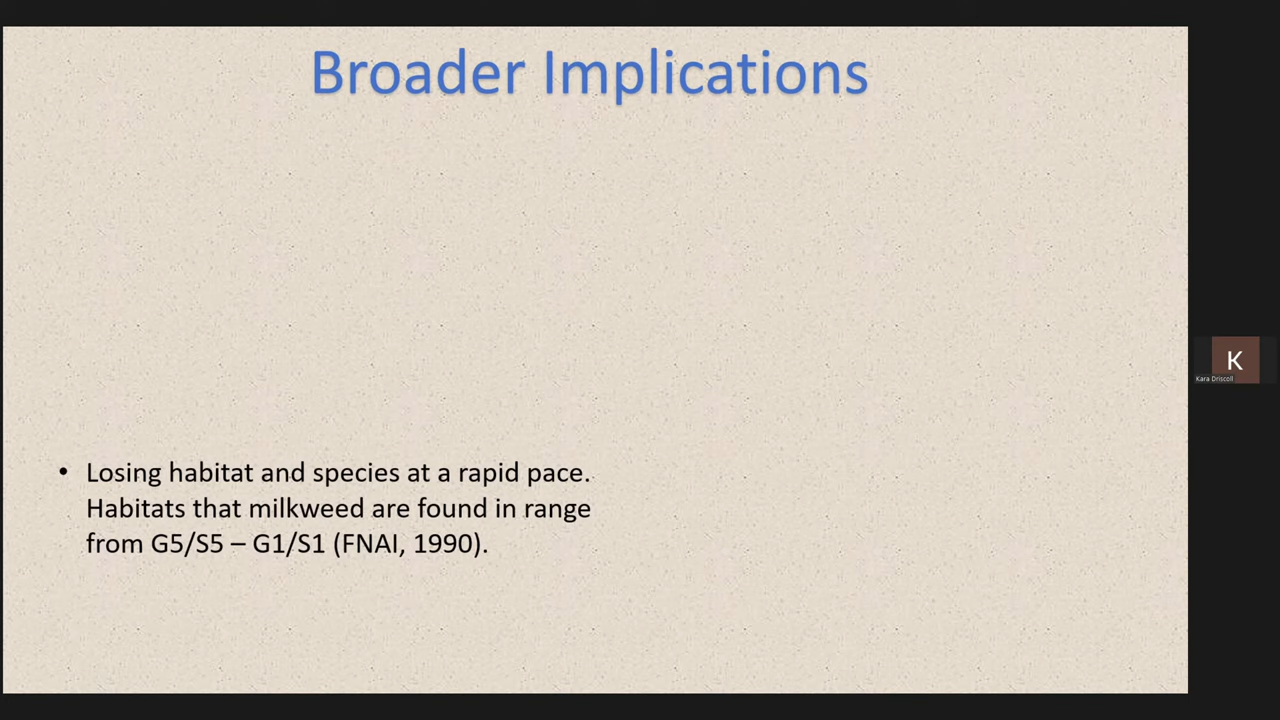 Broader Implications
• Losing habitat and species at a rapid pace.
Habitats that milkweed are found in range
from G5/S5 – G1/S1 (FNAI, 1990).
K
Kara Driscoll